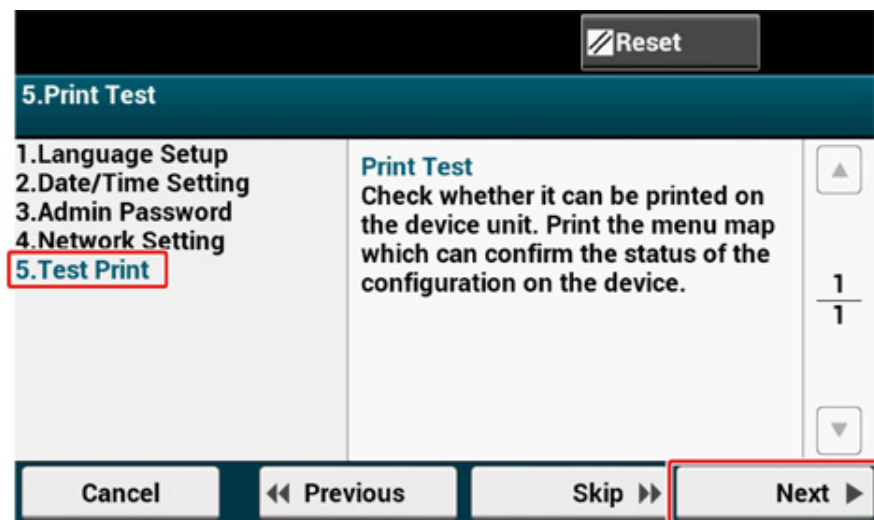 Reset
5.Print Test
1.Language Setup
2.Date/Time Setting
3.Admin Password
4.Network Setting
5.Test Print
Print Test
Check whether it can be printed on
the device unit. Print the menu map
which can confirm the status of the
configuration on the device.
1
1
Cancel
Previous
Skip
Next